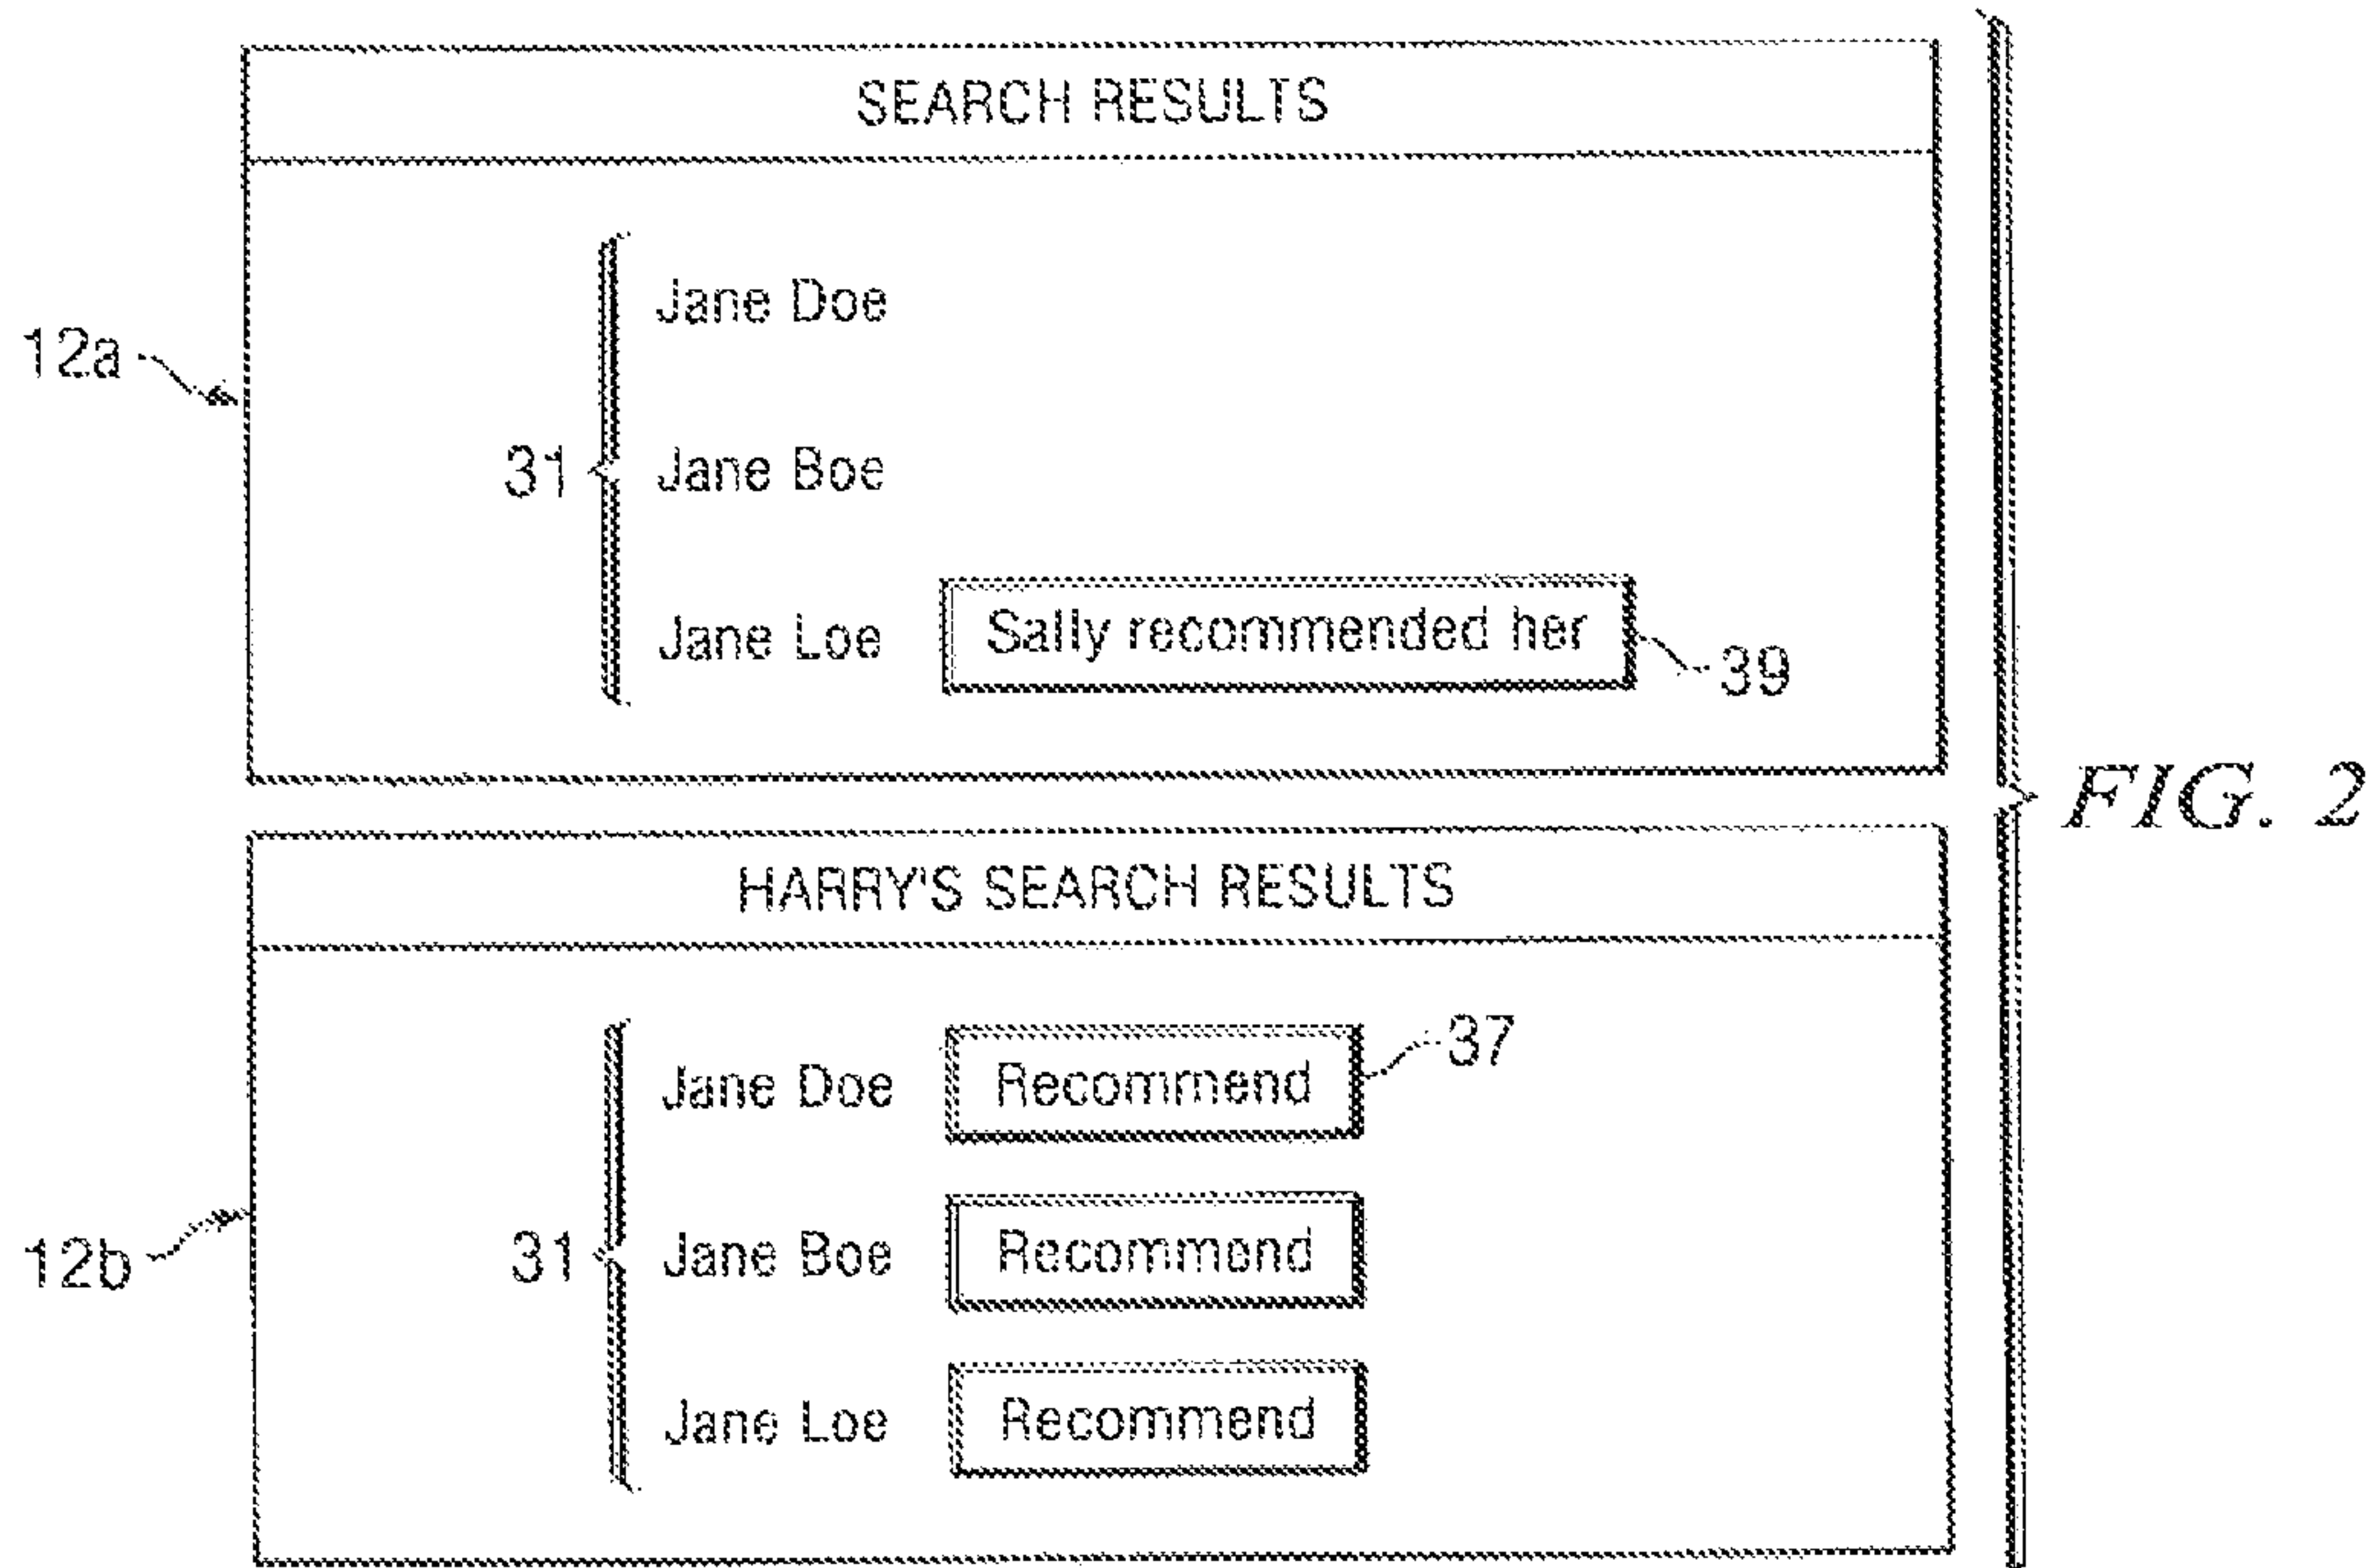 SEARCH RESULTS
Jane Doe
12a
31
Jane Boe
Jane Loe
Sally recommended her
39
FIG. 2
HARRY'S SEARCH RESULTS
Jane Doe
Recommend
37
12b
31
Jane Boe
Recommend
Jane Loe
Recommend